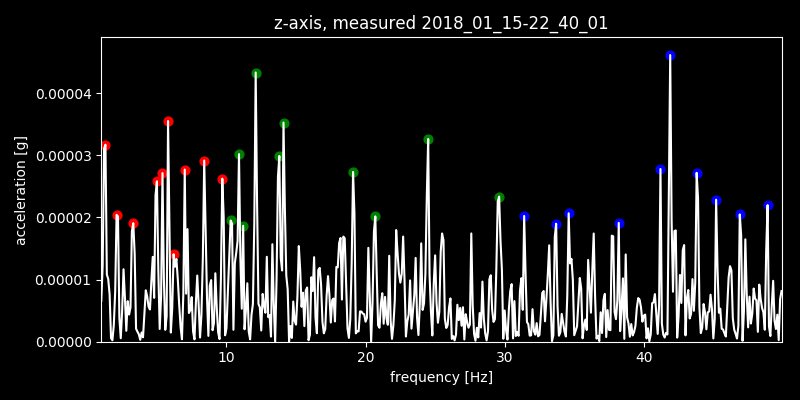 z-axis, measured 2018_01_15-22_40_01
0.00004
0.00003
0.00002
0.00001
0.00000
acceleration [g]
10 20 30 40
frequency [Hz]